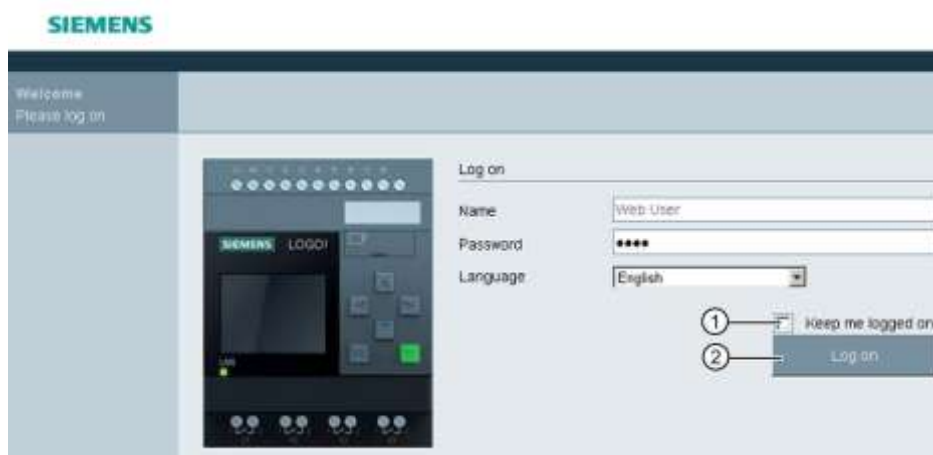 SIEMENS
Welcome
Please log on
Log on
Name
Web User
Password
••••
Language
English
SIEMENS LOGO!
1
Keep me logged on
2
Log on